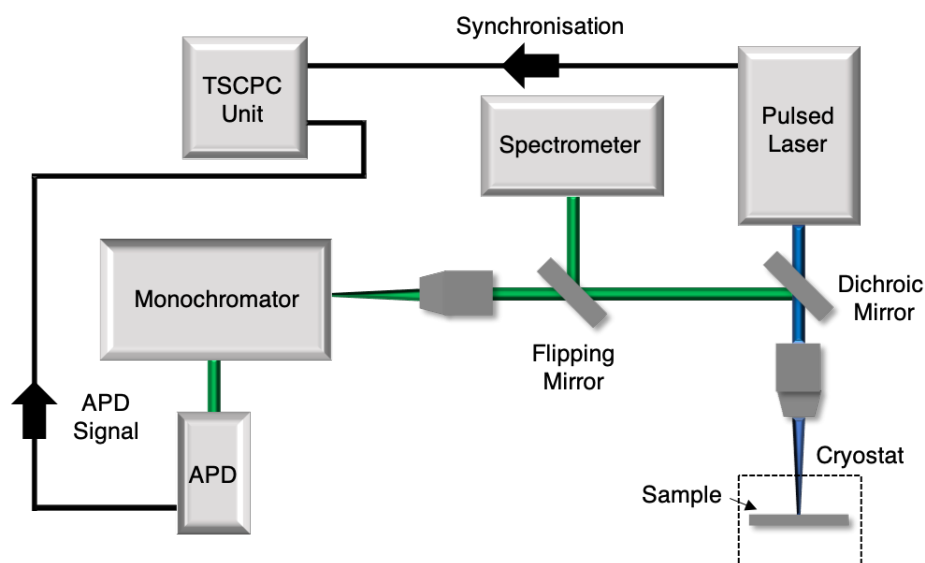 Synchronisation
TSCPC
Unit
Spectrometer
Pulsed
Laser
Dichroic
Mirror
Monochromator
Flipping
Mirror
APD
Signal
APD
Cryostat
Sample